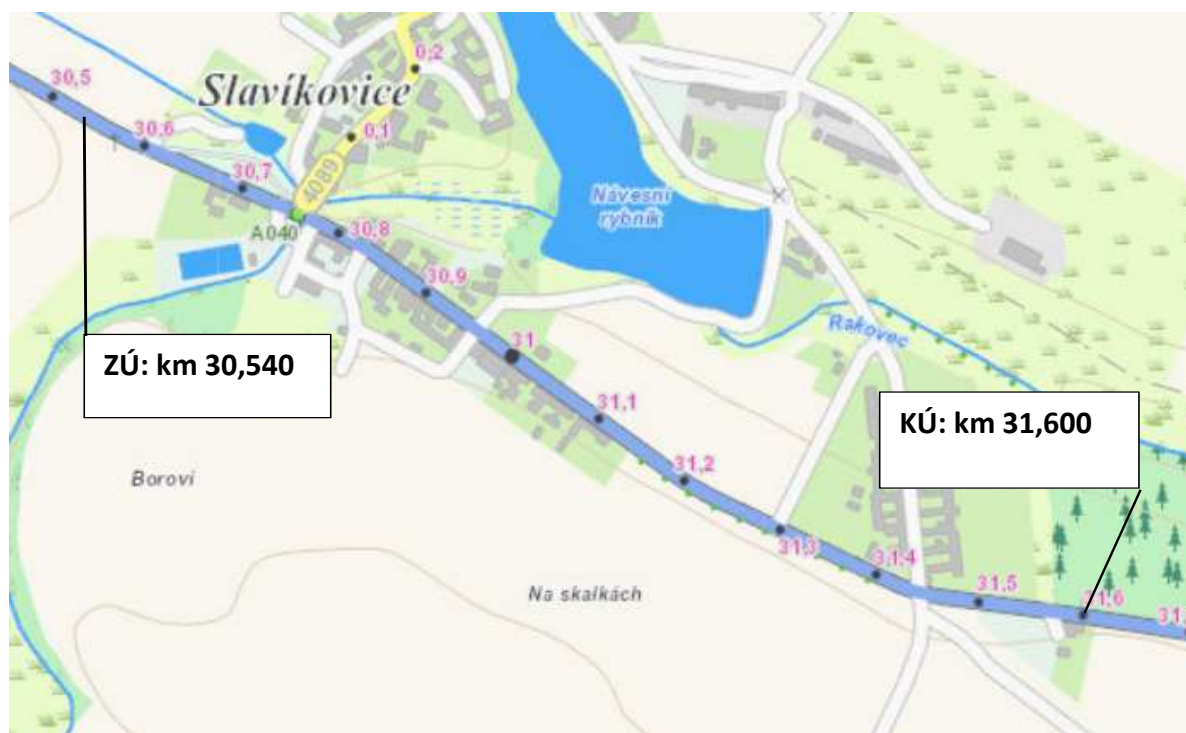 30,5
0,2
Slavíkovice
30,6
0,1
30,7
4089
Návesní
rybník
A040
30,8
30,9
Rakovec
31
ZÚ: km 30,540
KÚ: km 31,600
31,1
31,2
Boroví
31,3
31,4
Na skalkách
31,5
31,6
31,